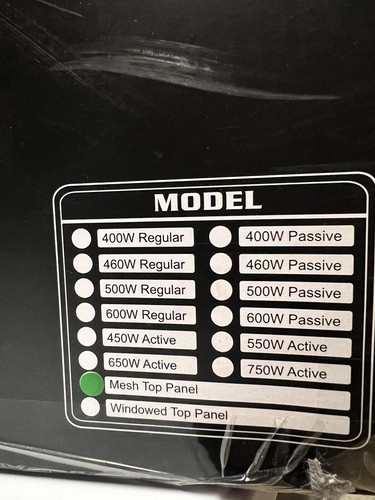 MODEL
400W Regular 400W Passive
460W Regular 460W Passive
500W Regular 500W Passive
600W Regular 600W Passive
450W Active 550W Active
650W Active 750W Active
Mesh Top Panel
Windowed Top Panel